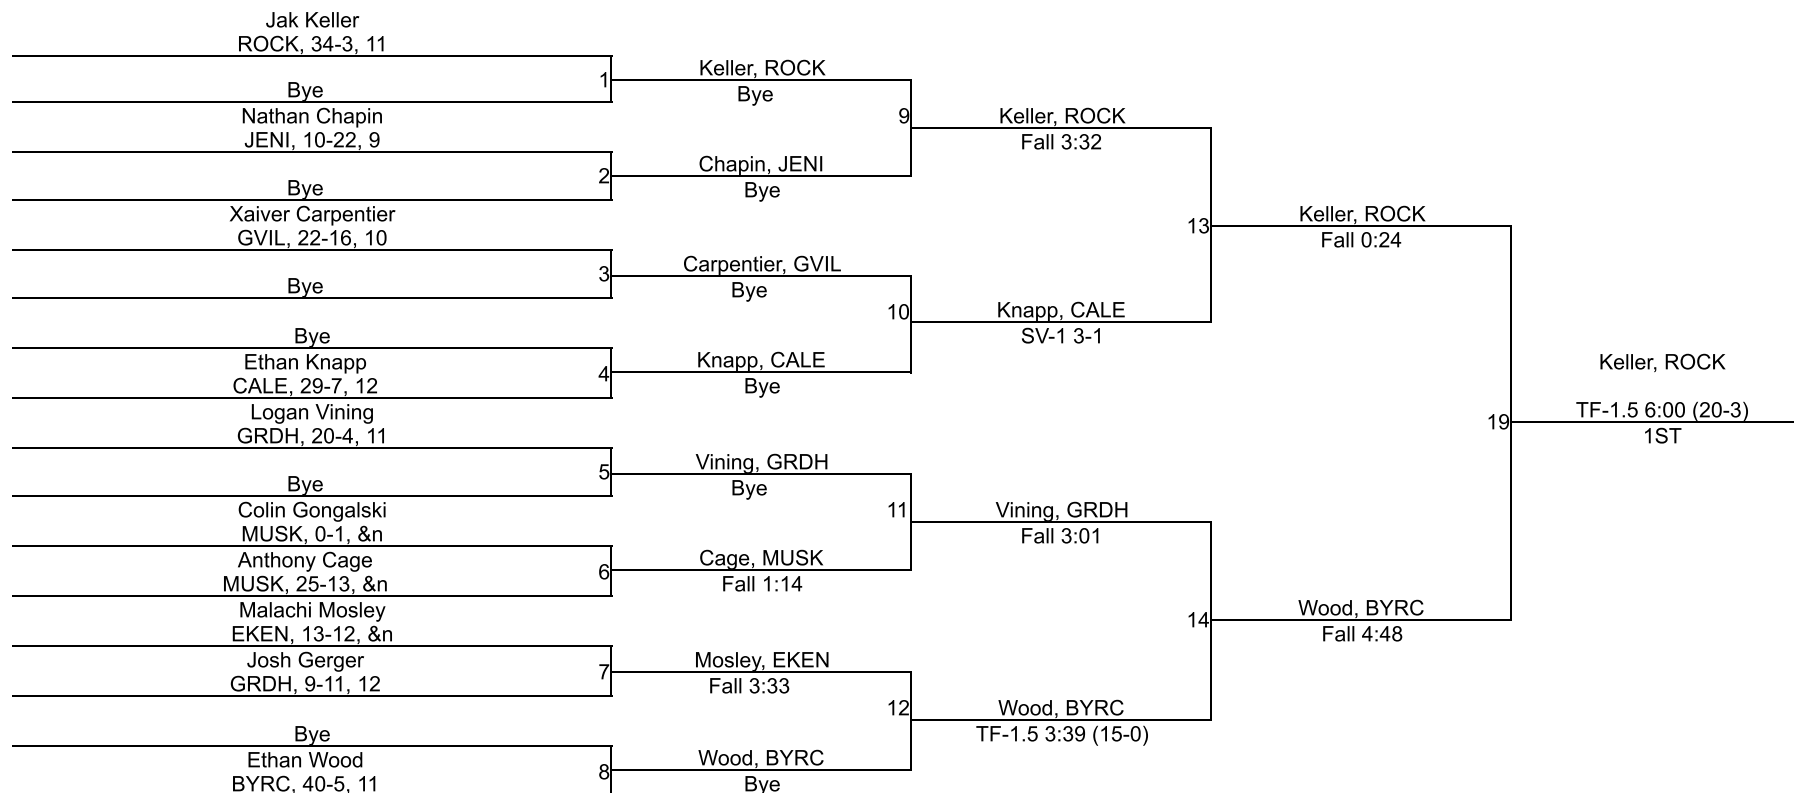 Jak Keller
ROCK, 34-3, 11
Bye
Nathan Chapin
JENI, 10-22, 9
Bye
Xaiver Carpentier
GVIL, 22-16, 10
Bye
Bye
Ethan Knapp
CALE, 29-7, 12
Logan Vining
GRDH, 20-4, 11
Bye
Colin Gongalski
MUSK, 0-1, &n
Anthony Cage
MUSK, 25-13, &n
Malachi Mosley
EKEN, 13-12, &n
Josh Gerger
GRDH, 9-11, 12
Bye
Ethan Wood
BYRC, 40-5, 11
1
2
3
4
5
6
7
8
Keller, ROCK
Bye
Chapin, JENI
Bye
Carpentier, GVIL
Bye
Knapp, CALE
Bye
Vining, GRDH
Bye
Cage, MUSK
Fall 1:14
Mosley, EKEN
Fall 3:33
Wood, BYRC
Bye
9
10
11
12
Keller, ROCK
Fall 3:32
Knapp, CALE
SV-1 3-1
Vining, GRDH
Fall 3:01
Wood, BYRC
TF-1.5 3:39 (15-0)
13
14
Keller, ROCK
Fall 0:24
Wood, BYRC
Fall 4:48
19
Keller, ROCK
TF-1.5 6:00 (20-3)
1ST